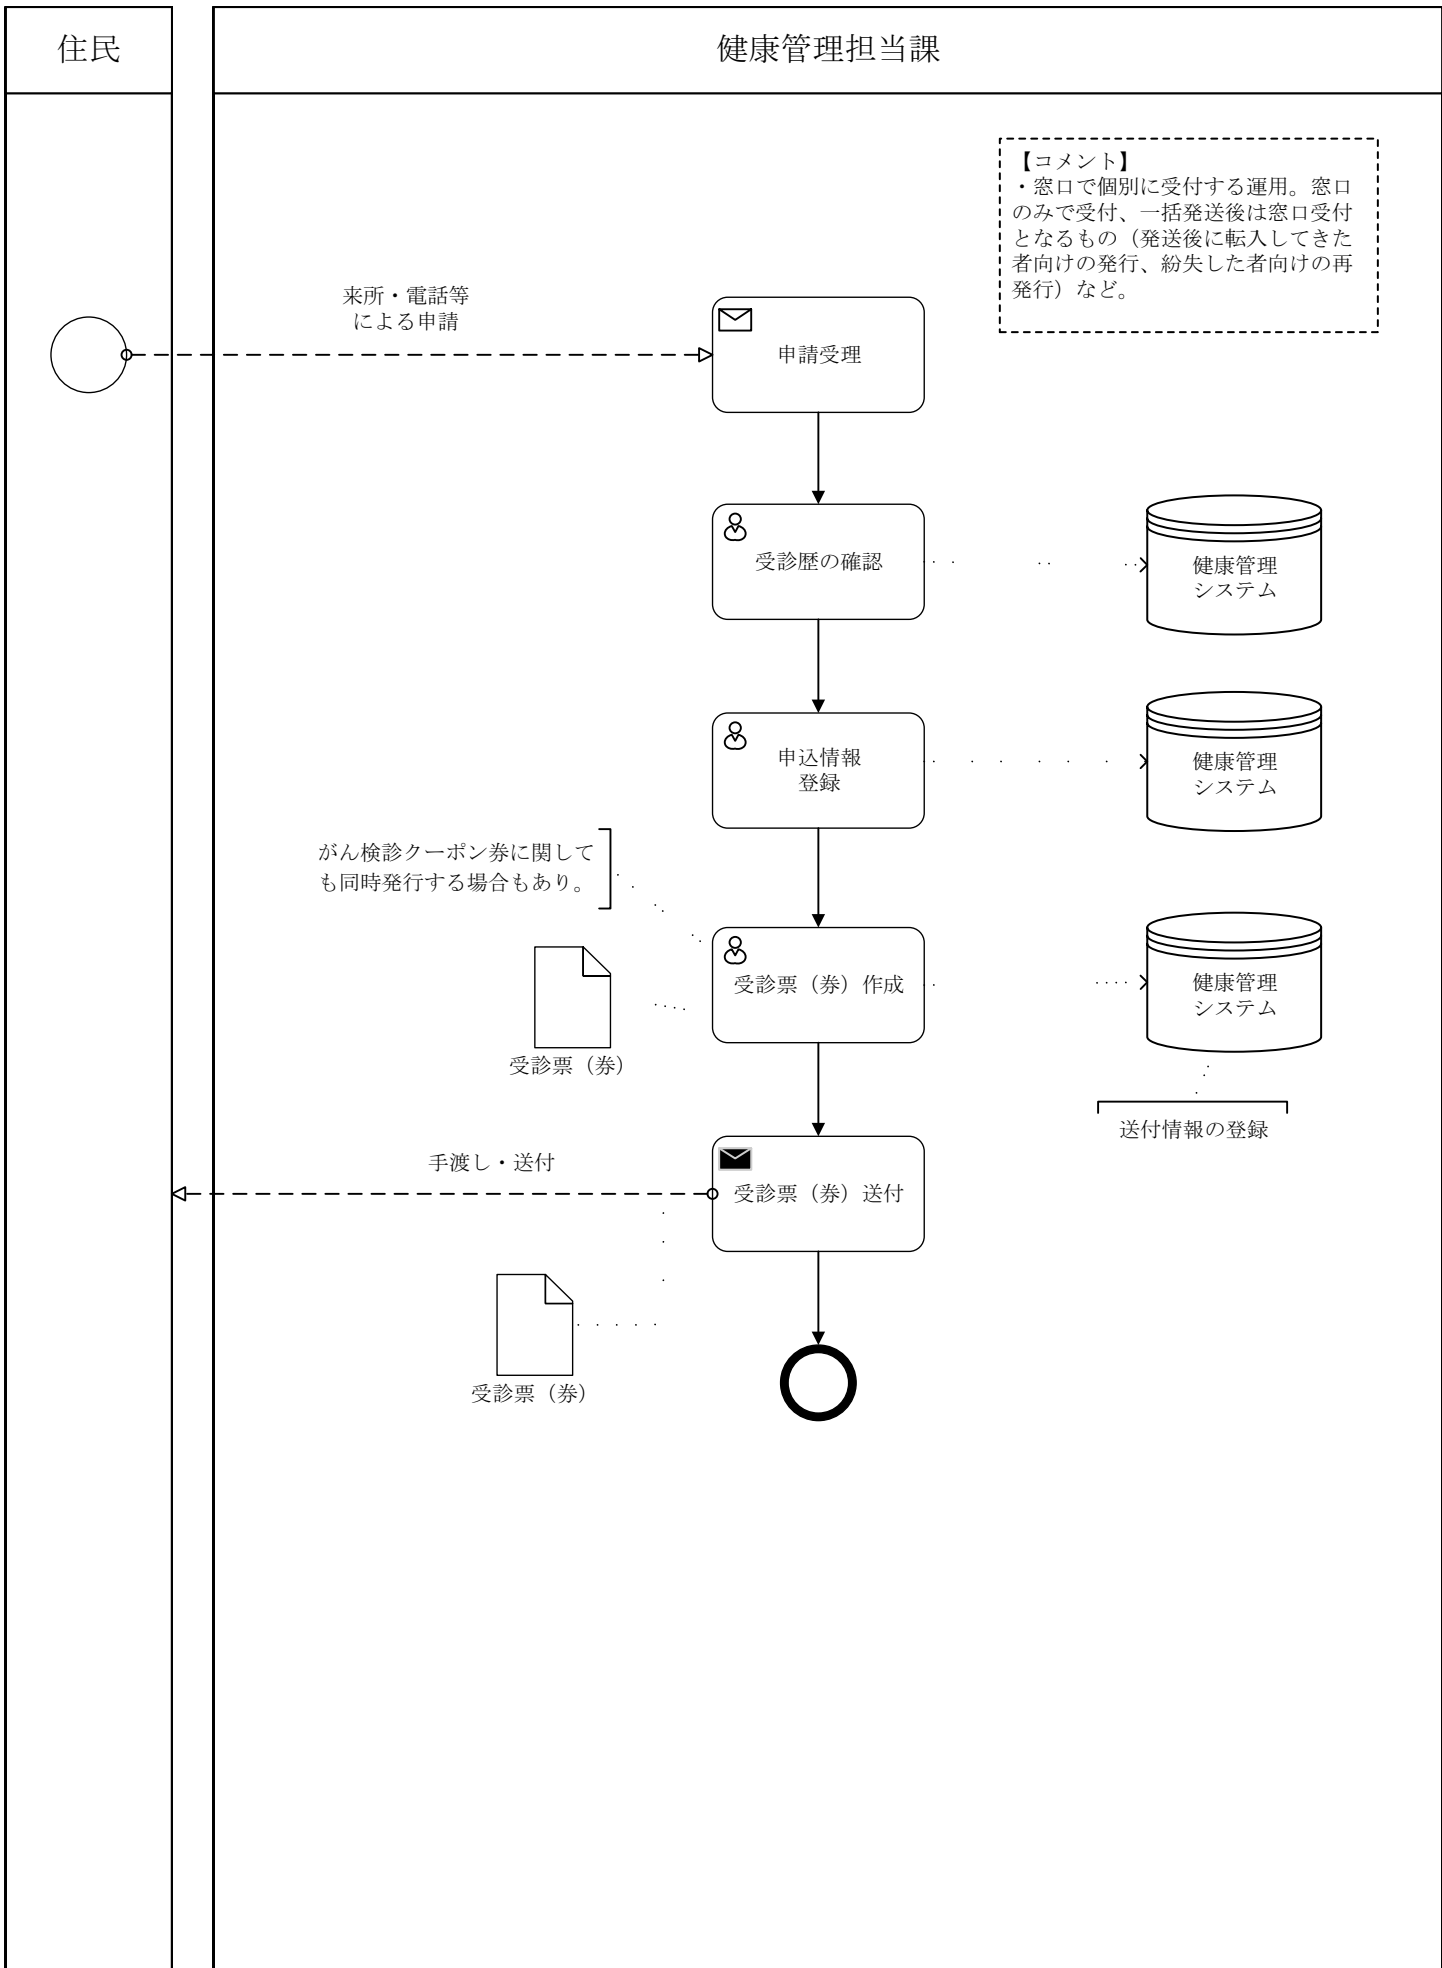 住民
健康管理担当課
【コメント】
・窓口で個別に受付する運用。窓口
のみで受付、一括発送後は窓口受付
となるもの（発送後に転入してきた
者向けの発行、紛失した者向けの再
発行）など。
来所・電話等
による申請
申請受理
受診歴の確認
健康管理
システム
申込情報
登録
健康管理
システム
がん検診クーポン券に関して
も同時発行する場合もあり。
受診票（券）作成
健康管理
システム
受診票（券）
送付情報の登録
手渡し・送付
受診票（券）送付
受診票（券）